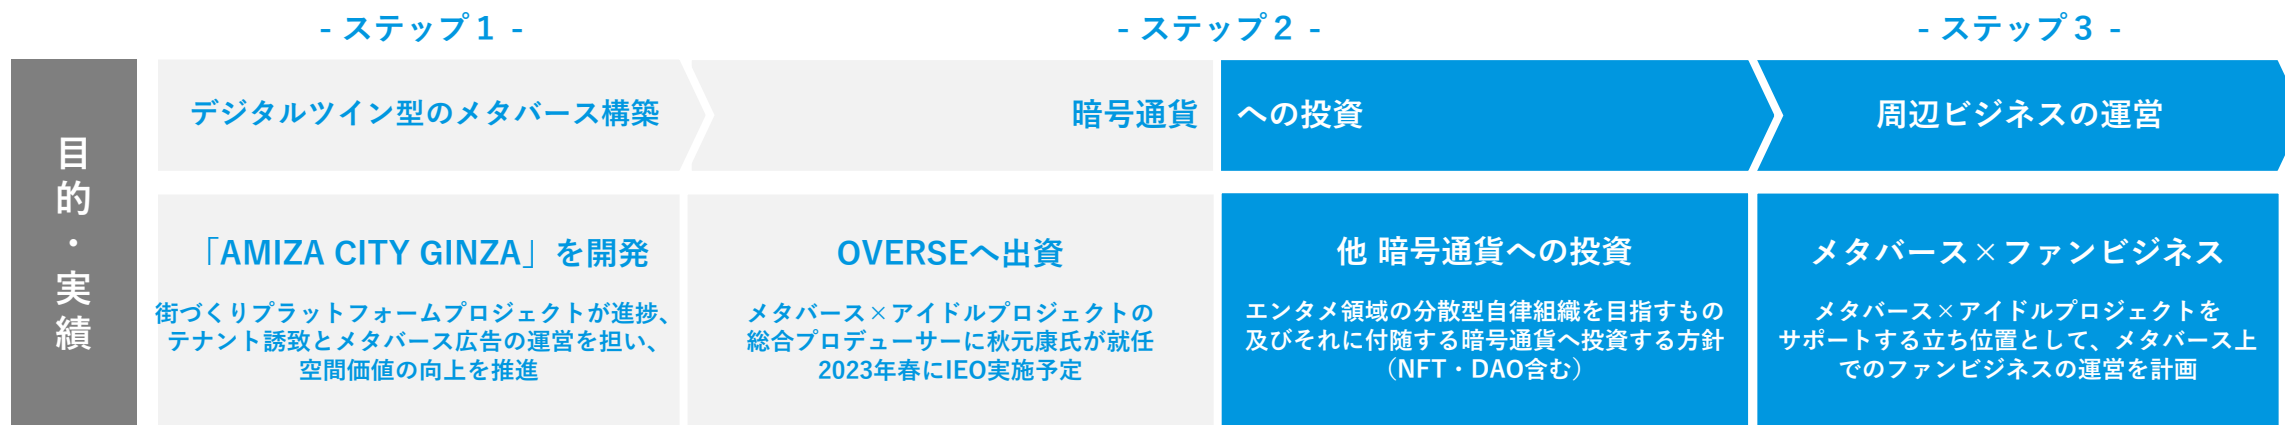 - ステップ１ -
- ステップ２ -
- ステップ３ -
目的・実績
デジタルツイン型のメタバース構築
暗号通貨 への投資
周辺ビジネスの運営
「AMIZA CITY GINZA」を開発
街づくりプラットフォームプロジェクトが進捗、
テナント誘致とメタバース広告の運営を担い、
空間価値の向上を推進
OVERSEへ出資
メタバース×アイドルプロジェクトの
総合プロデューサーに秋元康氏が就任
2023年春にIEO実施予定
他 暗号通貨への投資
エンタメ領域の分散型自律組織を目指すもの
及びそれに付随する暗号通貨へ投資する方針
（NFT・DAO含む）
メタバース×ファンビジネス
メタバース×アイドルプロジェクトを
サポートする立ち位置として、メタバース上
でのファンビジネスの運営を計画